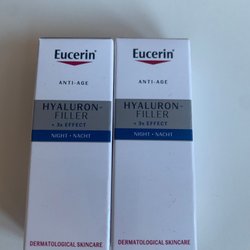 Eucerin
ANTI-AGE
HYALURON-
FILLER
+ 3x EFFECT
NIGHT • NACHT
DERMATOLOGICAL SKINCARE
Eucerin
ANTI-AGE
HYALURON-
FILLER
+ 3x EFFECT
NIGHT • NACHT
DERMATOLOGICAL SKINCARE